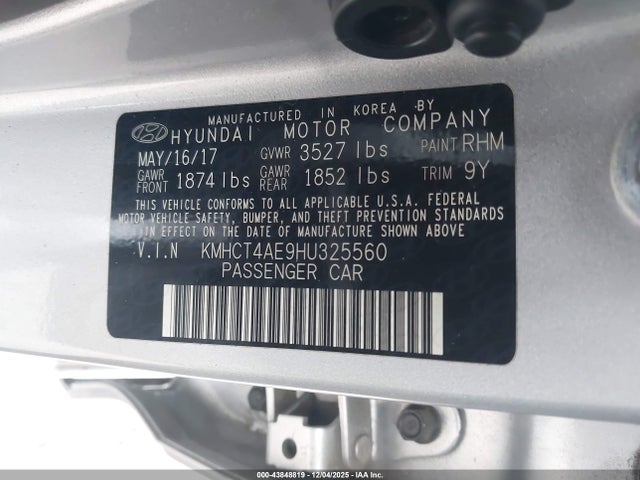 MANUFACTURED IN KOREA BY
HYUNDAI MOTOR COMPANY
MAY/16/17 GVWR 3527 lbs PAINT RHM
GAWR FRONT 1874 lbs GAWR REAR 1852 lbs TRIM 9Y
THIS VEHICLE CONFORMS TO ALL APPLICABLE U.S.A. FEDERAL
MOTOR VEHICLE SAFETY, BUMPER, AND THEFT PREVENTION STANDARDS
IN EFFECT ON THE DATE OF MANUFACTURE SHOWN ABOVE
V.I.N KMHCT4AE9HU325560
PASSENGER CAR
000-43848819 | 12/04/2025 - IAA Inc.